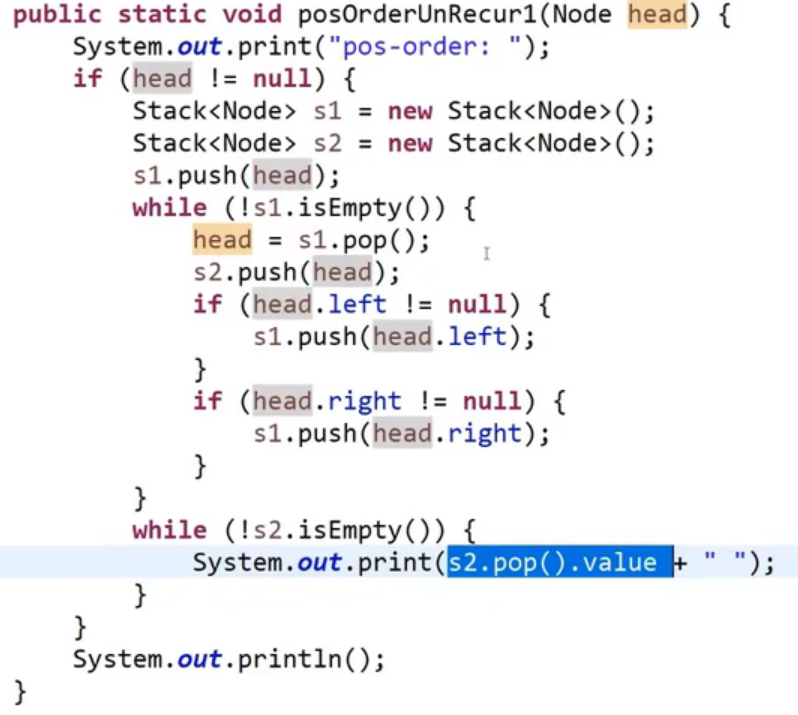 public static void posOrderUnRecur1(Node head) {
System.out.print("pos-order: ");
if (head != null) {
Stack<Node> s1 = new Stack<Node>();
Stack<Node> s2 = new Stack<Node>();
s1.push(head);
while (!s1.isEmpty()) {
head = s1.pop();
s2.push(head);
if (head.left != null) {
s1.push(head.left);
}
if (head.right != null) {
s1.push(head.right);
}
}
while (!s2.isEmpty()) {
System.out.print(s2.pop().value + " ");
}
}
System.out.println();
}